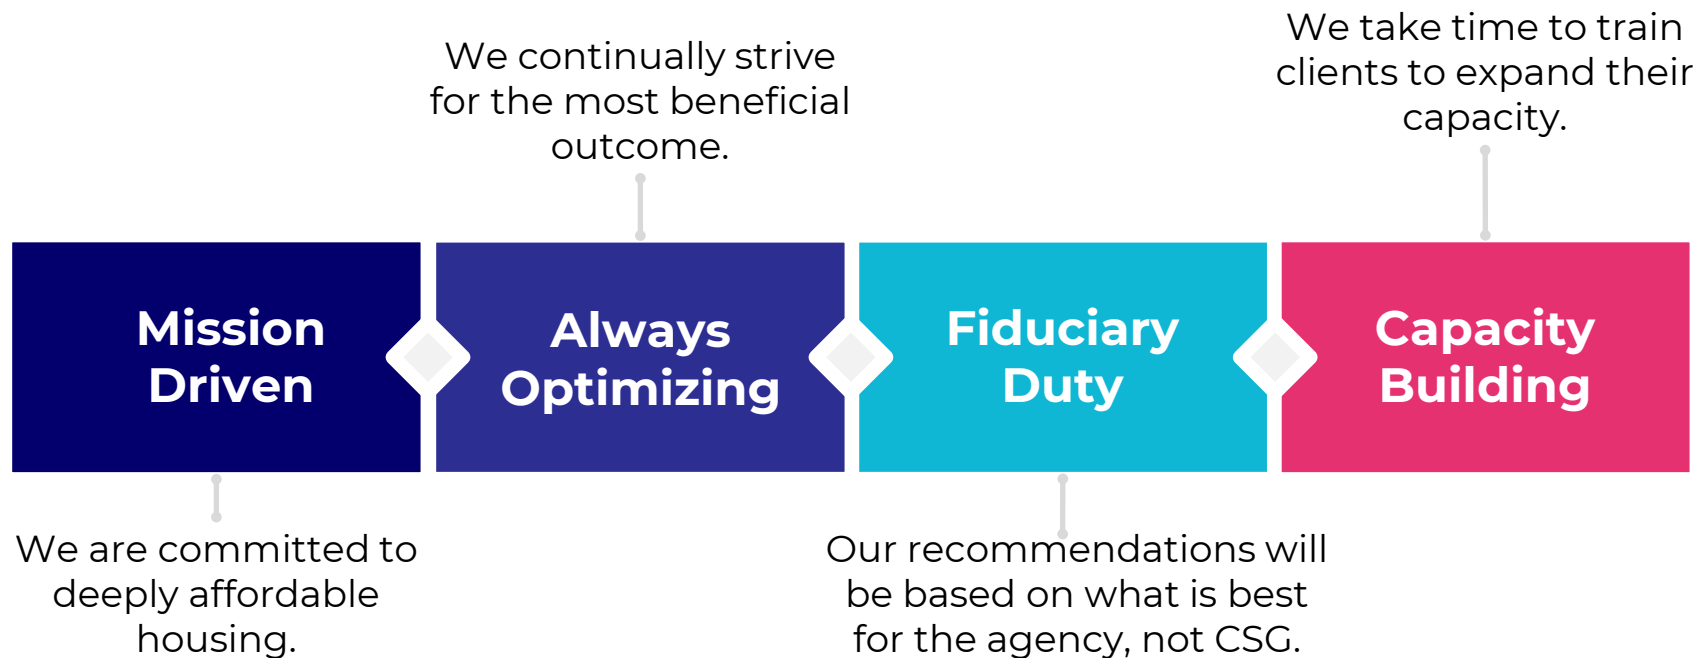 We continually strive
for the most beneficial
outcome.
We take time to train
clients to expand their
capacity.
Mission
Driven
Always
Optimizing
Fiduciary
Duty
Capacity
Building
We are committed to
deeply affordable
housing.
Our recommendations will
be based on what is best
for the agency, not CSG.